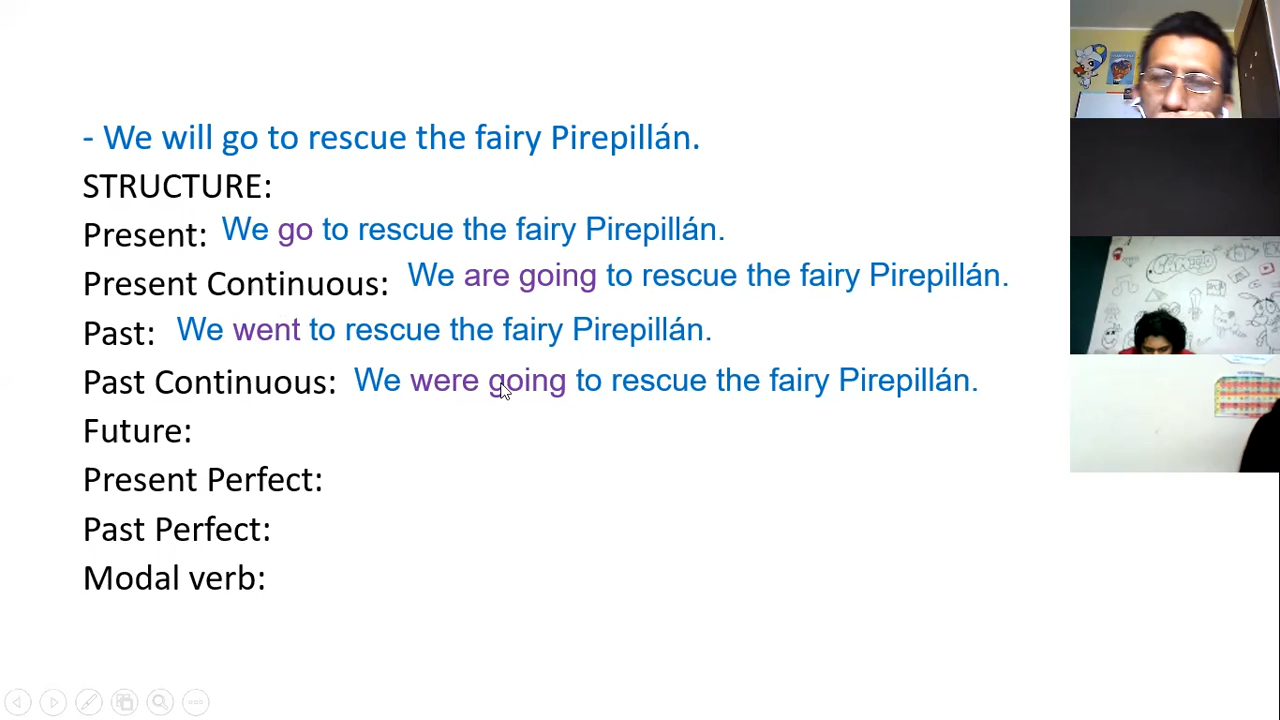 - We will go to rescue the fairy Pirepillán.
STRUCTURE:
Present: We go to rescue the fairy Pirepillán.
Present Continuous: We are going to rescue the fairy Pirepillán.
Past: We went to rescue the fairy Pirepillán.
Past Continuous: We were going to rescue the fairy Pirepillán.
Future:
Present Perfect:
Past Perfect:
Modal verb: